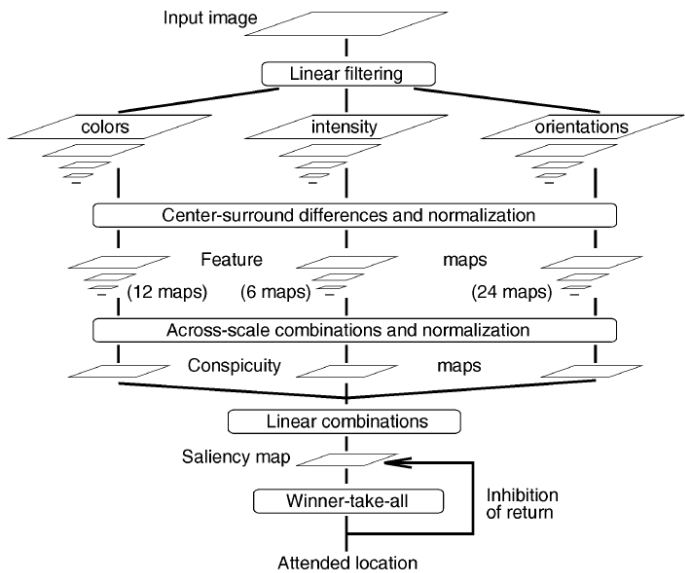 Input image
Linear filtering
colors intensity orientations
Center-surround differences and normalization
Feature maps
(12 maps) (6 maps) (24 maps)
Across-scale combinations and normalization
Conspicuity maps
Linear combinations
Saliency map
Winner-take-all
Inhibition
of return
Attended location